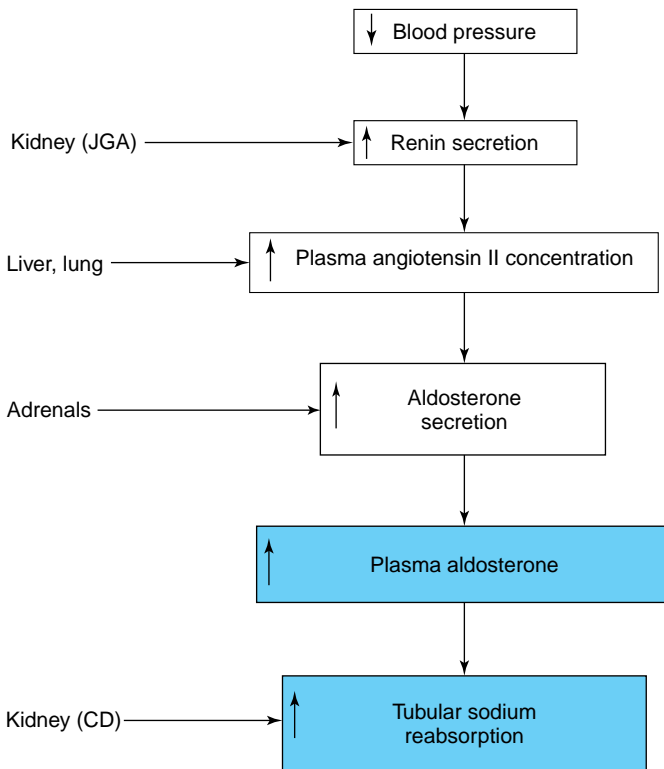 Blood pressure
Kidney (JGA)
Renin secretion
Liver, lung
Plasma angiotensin II concentration
Adrenals
Aldosterone
secretion
Plasma aldosterone
Kidney (CD)
Tubular sodium
reabsorption